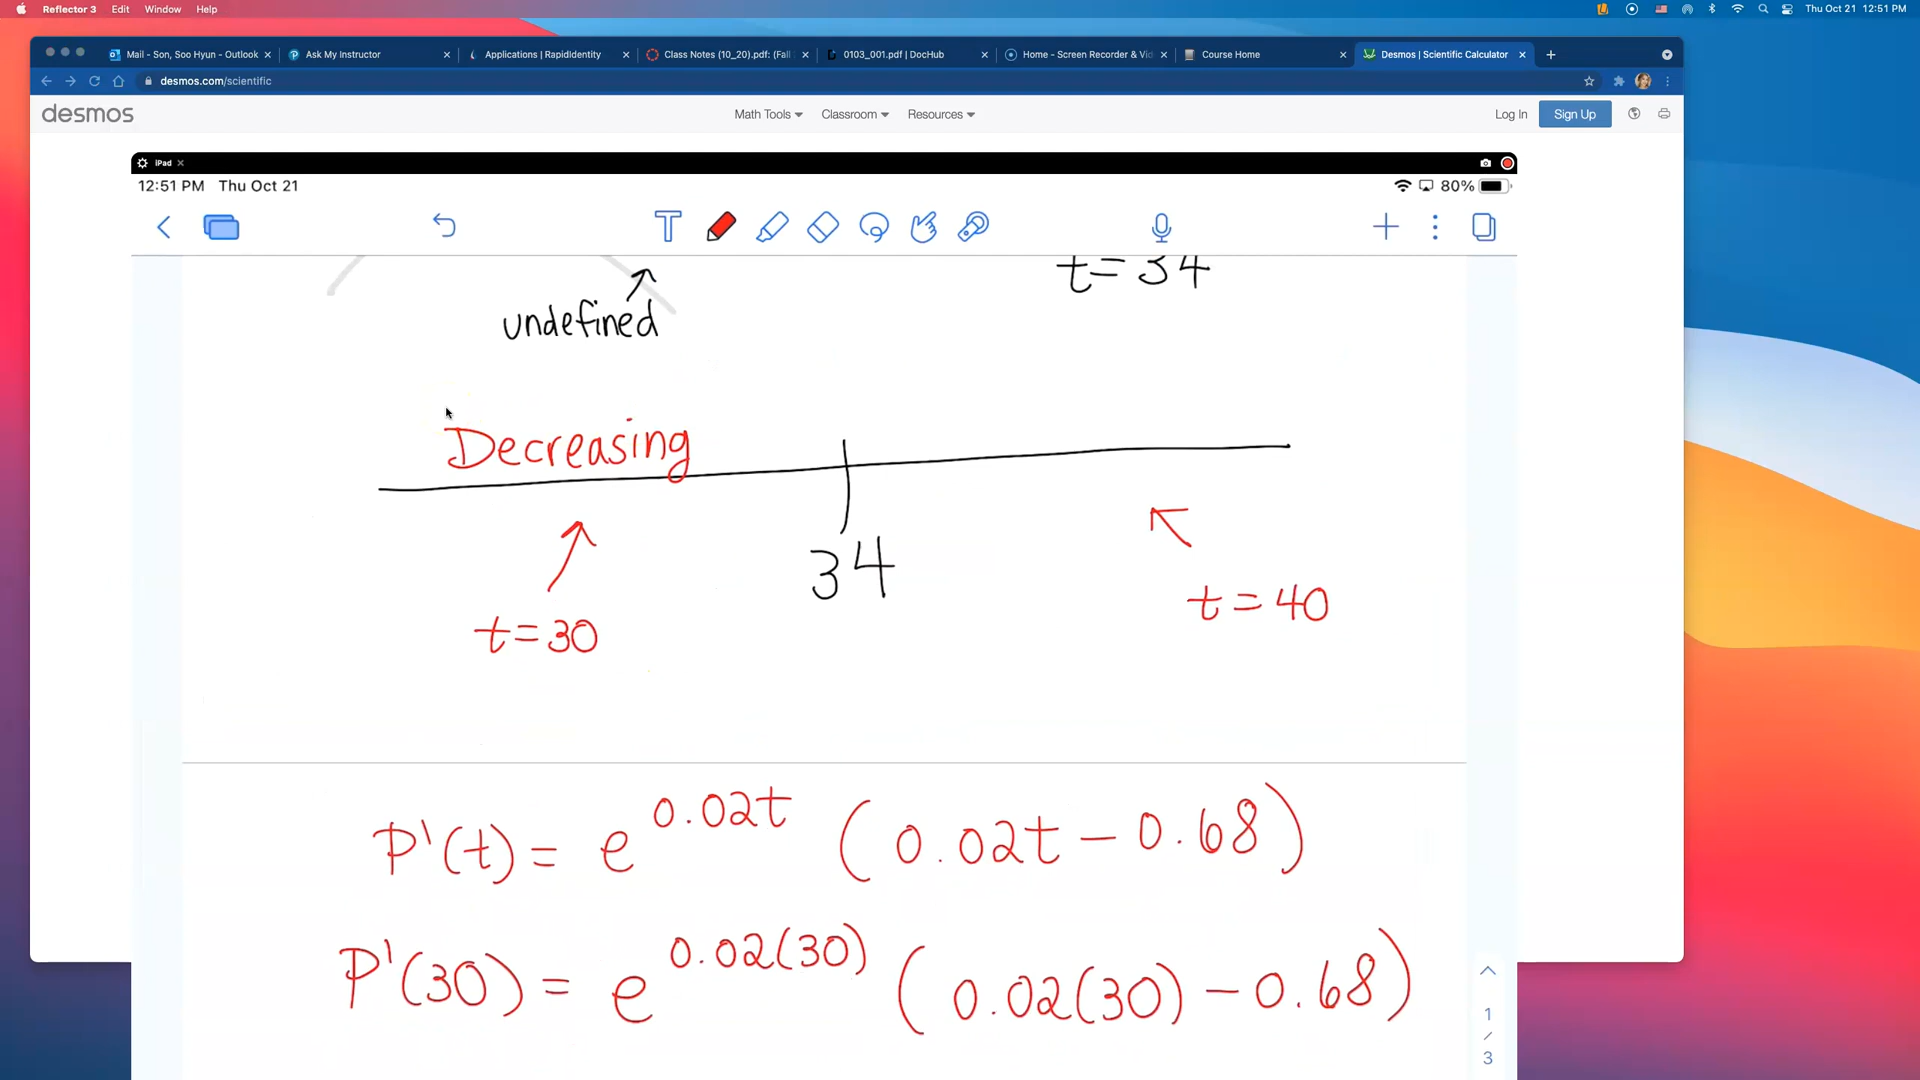 Reflector 3 Edit Window Help Thu Oct 21 12:51 PM
Mail - Son, Soo Hyun - Outlook Ask My Instructor Applications | RapidIdentity Class Notes (10_20).pdf: (Fall 0103_001.pdf | DocHub Home - Screen Recorder & Vid Course Home Desmos | Scientific Calculator
desmos.com/scientific
desmos Math Tools Classroom Resources Log In Sign Up
iPad
12:51 PM Thu Oct 21 80%
t = 34
undefined
Decreasing
34
t = 30
t = 40
P'(t) = e^0.02t (0.02t - 0.68)
P'(30) = e^0.02(30) (0.02(30) - 0.68)
1
/
3